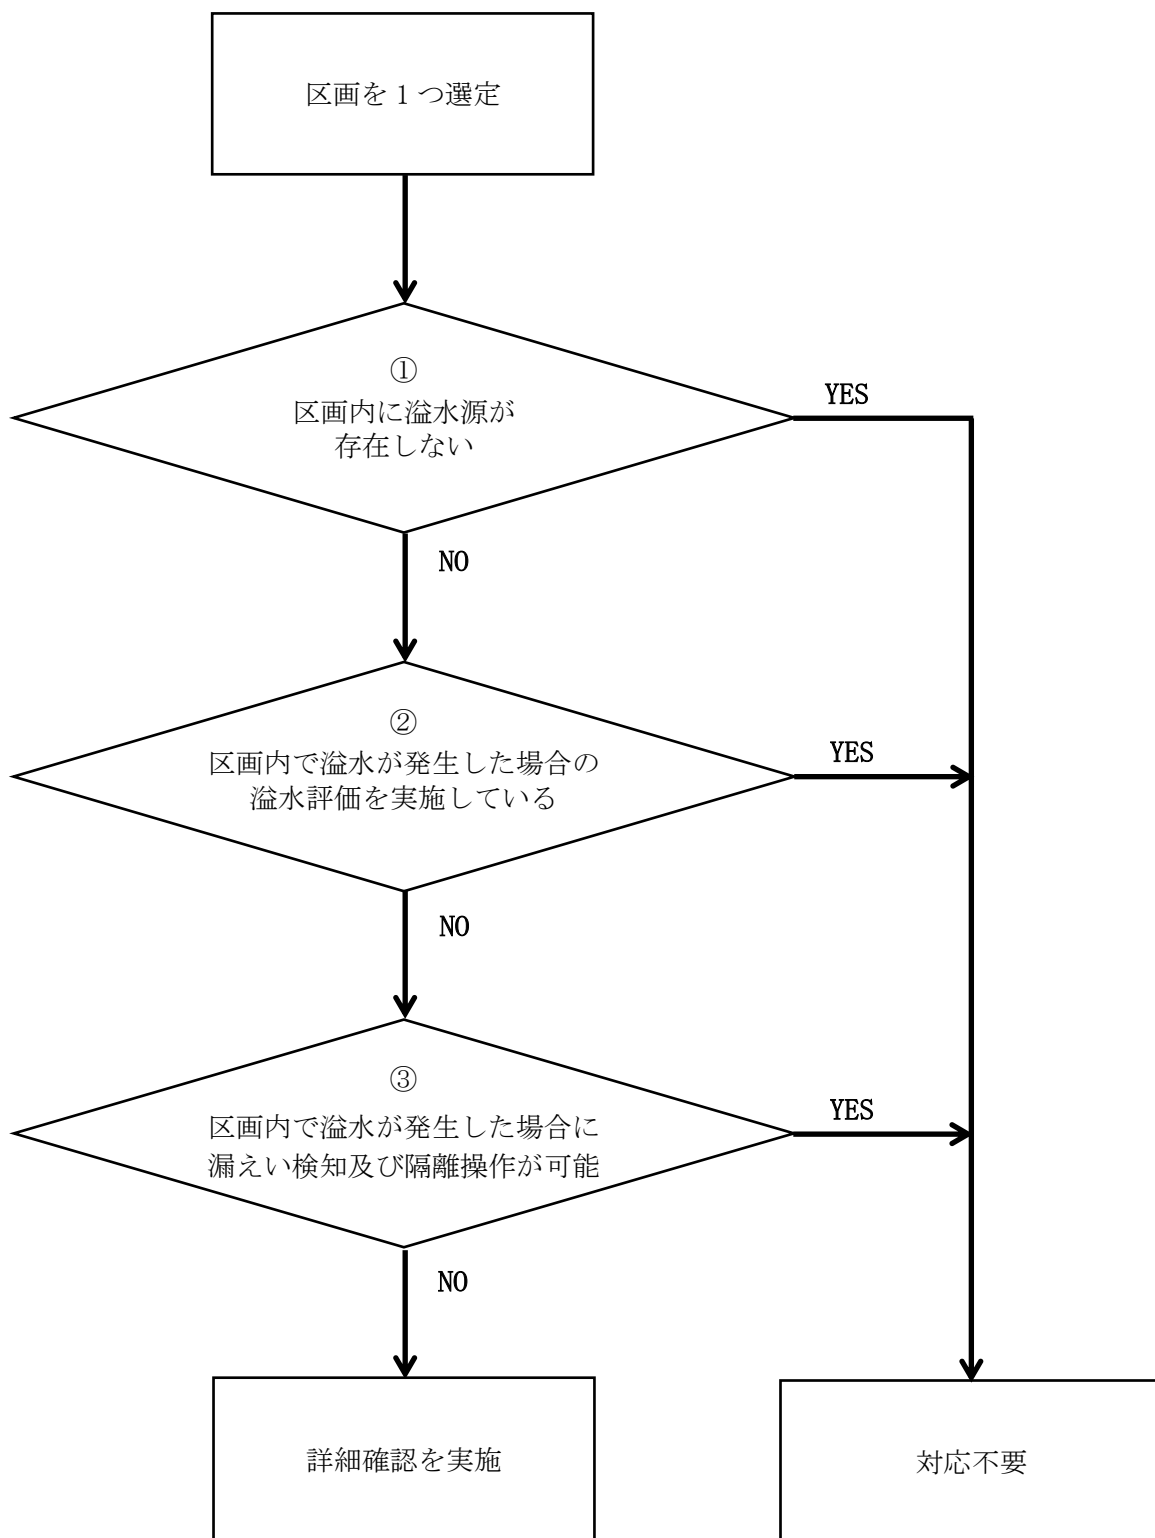 区画を1つ選定
①
区画内に溢水源が
存在しない
YES
NO
②
区画内で溢水が発生した場合の
溢水評価を実施している
YES
NO
③
区画内で溢水が発生した場合に
漏えい検知及び隔離操作が可能
YES
NO
詳細確認を実施
対応不要